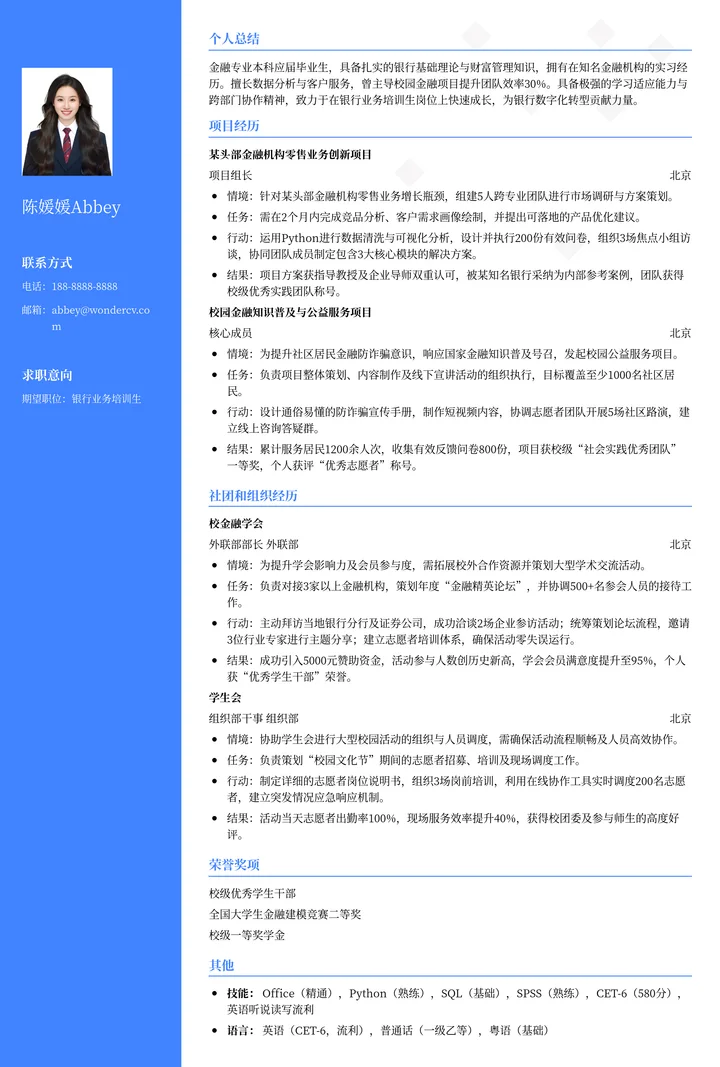 陈媛媛Abbey
联系方式
电话：188-8888-8888
邮箱：abbey@wondercv.co
m
求职意向
期望职位：银行业务培训生
个人总结
金融专业本科应届毕业生，具备扎实的银行基础理论与财富管理知识，拥有在知名金融机构的实习经
历。擅长数据分析与客户服务，曾主导校园金融项目提升团队效率30%。具备极强的学习适应能力与
跨部门协作精神，致力于在银行业务培训生岗位上快速成长，为银行数字化转型贡献力量。
项目经历
某头部金融机构零售业务创新项目
项目组长 北京
• 情境：针对某头部金融机构零售业务增长瓶颈，组建5人跨专业团队进行市场调研与方案策划。
• 任务：需在2个月内完成竞品分析、客户需求画像绘制，并提出可落地的产品优化建议。
• 行动：运用Python进行数据清洗与可视化分析，设计并执行200份有效问卷，组织3场焦点小组访
谈，协同团队成员制定包含3大核心模块的解决方案。
• 结果：项目方案获指导教授及企业导师双重认可，被某知名银行采纳为内部参考案例，团队获得
校级优秀实践团队称号。
校园金融知识普及与公益服务项目
核心成员 北京
• 情境：为提升社区居民金融防诈骗意识，响应国家金融知识普及号召，发起校园公益服务项目。
• 任务：负责项目整体策划、内容制作及线下宣讲活动的组织执行，目标覆盖至少1000名社区居
民。
• 行动：设计通俗易懂的防诈骗宣传手册，制作短视频内容，协调志愿者团队开展5场社区路演，建
立线上咨询答疑群。
• 结果：累计服务居民1200余人次，收集有效反馈问卷800份，项目获校级“社会实践优秀团队”
一等奖，个人获评“优秀志愿者”称号。
社团和组织经历
校金融学会
外联部部长 外联部 北京
• 情境：为提升学会影响力及会员参与度，需拓展校外合作资源并策划大型学术交流活动。
• 任务：负责对接3家以上金融机构，策划年度“金融精英论坛”，并协调500+名参会人员的接待工
作。
• 行动：主动拜访当地银行分行及证券公司，成功洽谈2场企业参访活动；统筹策划论坛流程，邀请
3位行业专家进行主题分享；建立志愿者培训体系，确保活动零失误运行。
• 结果：成功引入5000元赞助资金，活动参与人数创历史新高，学会会员满意度提升至95%，个人
获“优秀学生干部”荣誉。
学生会
组织部干事 组织部 北京
• 情境：协助学生会进行大型校园活动的组织与人员调度，需确保活动流程顺畅及人员高效协作。
• 任务：负责策划“校园文化节”期间的志愿者招募、培训及现场调度工作。
• 行动：制定详细的志愿者岗位说明书，组织3场岗前培训，利用在线协作工具实时调度200名志愿
者，建立突发情况应急响应机制。
• 结果：活动当天志愿者出勤率100%，现场服务效率提升40%，获得校团委及参与师生的高度好
评。
荣誉奖项
校级优秀学生干部
全国大学生金融建模竞赛二等奖
校级一等奖学金
其他
• 技能： Office（精通），Python（熟练），SQL（基础），SPSS（熟练），CET-6（580分），
英语听说读写流利
• 语言： 英语（CET-6，流利），普通话（一级乙等），粤语（基础）